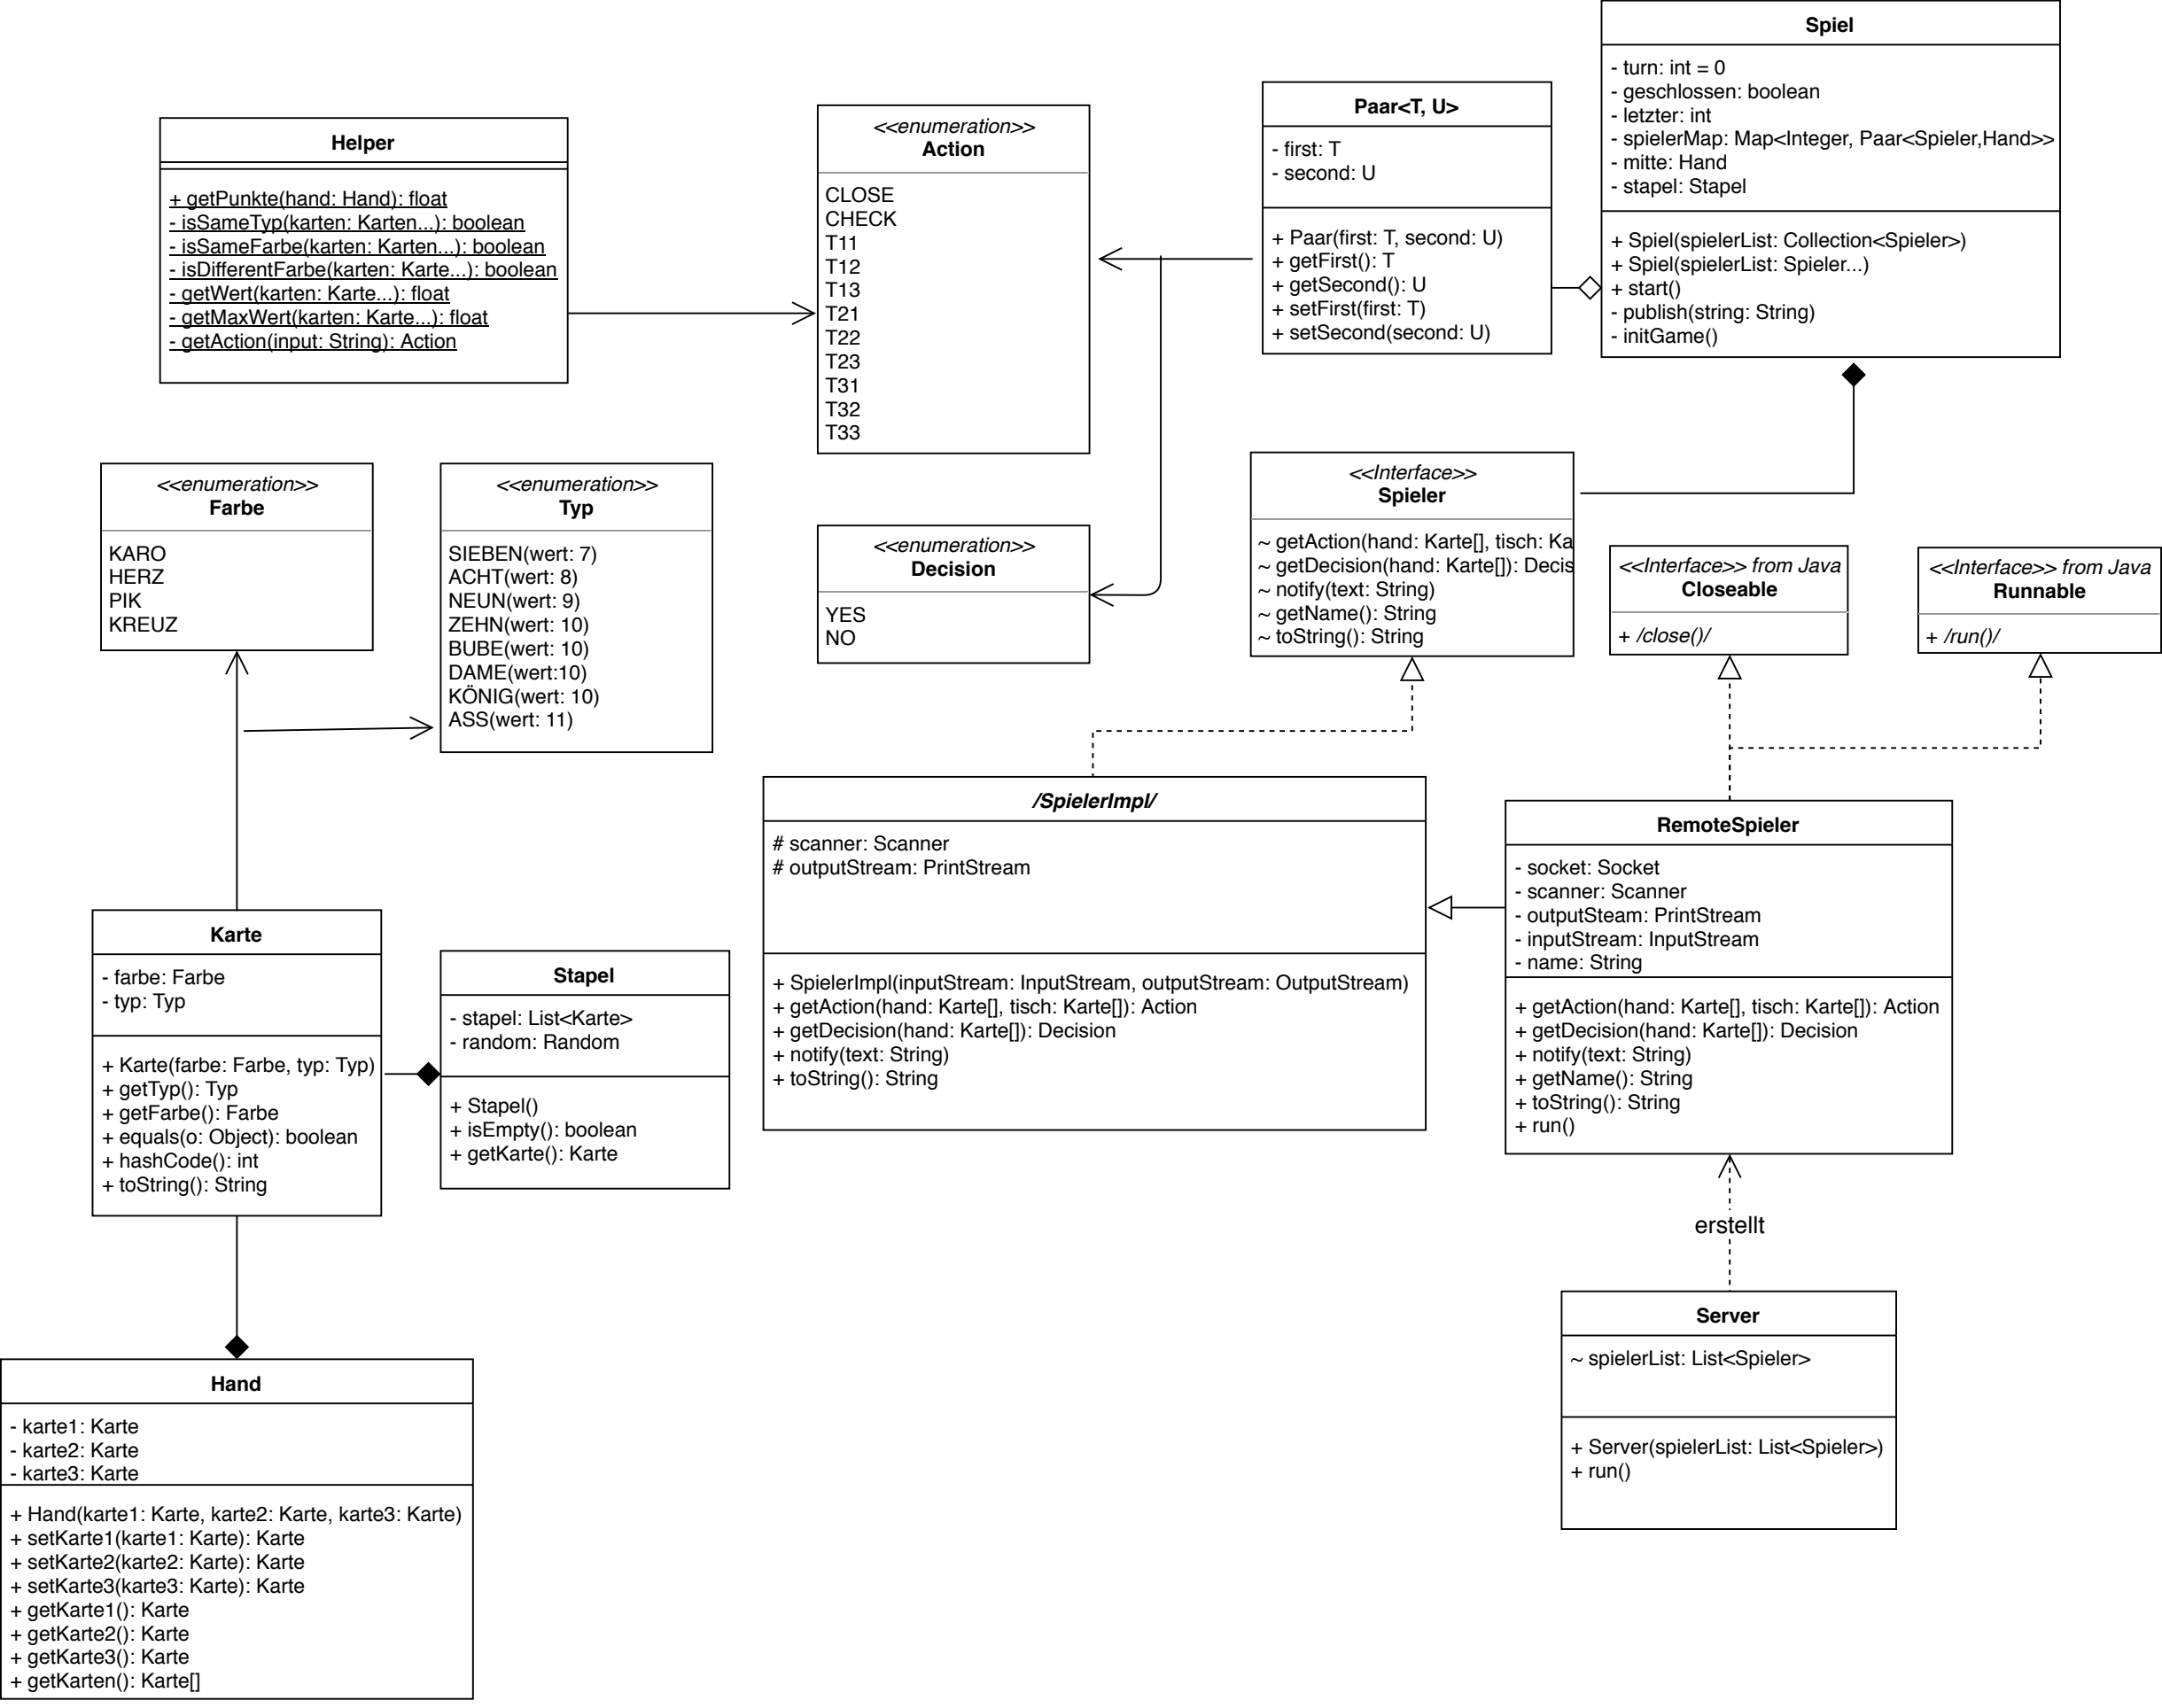 Spiel
- turn: int = 0
- geschlossen: boolean
- letzter: int
- spielerMap: Map<Integer, Paar<Spieler,Hand>>
- mitte: Hand
- stapel: Stapel
+ Spiel(spielerList: Collection<Spieler>)
+ Spiel(spielerList: Spieler...)
+ start()
- publish(string: String)
- initGame()
Paar<T, U>
- first: T
- second: U
+ Paar(first: T, second: U)
+ getFirst(): T
+ getSecond(): U
+ setFirst(first: T)
+ setSecond(second: U)
<<enumeration>>
Action
CLOSE
CHECK
T11
T12
T13
T21
T22
T23
T31
T32
T33
Helper
+ getPunkte(hand: Hand): float
- isSameTyp(karten: Karten...): boolean
- isSameFarbe(karten: Karten...): boolean
- isDifferentFarbe(karten: Karte...): boolean
- getWert(karten: Karte...): float
- getMaxWert(karten: Karte...): float
- getAction(input: String): Action
<<enumeration>>
Farbe
KARO
HERZ
PIK
KREUZ
<<enumeration>>
Typ
SIEBEN(wert: 7)
ACHT(wert: 8)
NEUN(wert: 9)
ZEHN(wert: 10)
BUBE(wert: 10)
DAME(wert:10)
KÖNIG(wert: 10)
ASS(wert: 11)
<<enumeration>>
Decision
YES
NO
<<Interface>>
Spieler
~ getAction(hand: Karte[], tisch: Ka
~ getDecision(hand: Karte[]): Decis
~ notify(text: String)
~ getName(): String
~ toString(): String
<<Interface>> from Java
Closeable
+ /close()/
<<Interface>> from Java
Runnable
+ /run()/
/SpielerImpl/
# scanner: Scanner
# outputStream: PrintStream
+ SpielerImpl(inputStream: InputStream, outputStream: OutputStream)
+ getAction(hand: Karte[], tisch: Karte[]): Action
+ getDecision(hand: Karte[]): Decision
+ notify(text: String)
+ toString(): String
RemoteSpieler
- socket: Socket
- scanner: Scanner
- outputSteam: PrintStream
- inputStream: InputStream
- name: String
+ getAction(hand: Karte[], tisch: Karte[]): Action
+ getDecision(hand: Karte[]): Decision
+ notify(text: String)
+ getName(): String
+ toString(): String
+ run()
Karte
- farbe: Farbe
- typ: Typ
+ Karte(farbe: Farbe, typ: Typ)
+ getTyp(): Typ
+ getFarbe(): Farbe
+ equals(o: Object): boolean
+ hashCode(): int
+ toString(): String
Stapel
- stapel: List<Karte>
- random: Random
+ Stapel()
+ isEmpty(): boolean
+ getKarte(): Karte
erstellt
Server
~ spielerList: List<Spieler>
+ Server(spielerList: List<Spieler>)
+ run()
Hand
- karte1: Karte
- karte2: Karte
- karte3: Karte
+ Hand(karte1: Karte, karte2: Karte, karte3: Karte)
+ setKarte1(karte1: Karte): Karte
+ setKarte2(karte2: Karte): Karte
+ setKarte3(karte3: Karte): Karte
+ getKarte1(): Karte
+ getKarte2(): Karte
+ getKarte3(): Karte
+ getKarten(): Karte[]